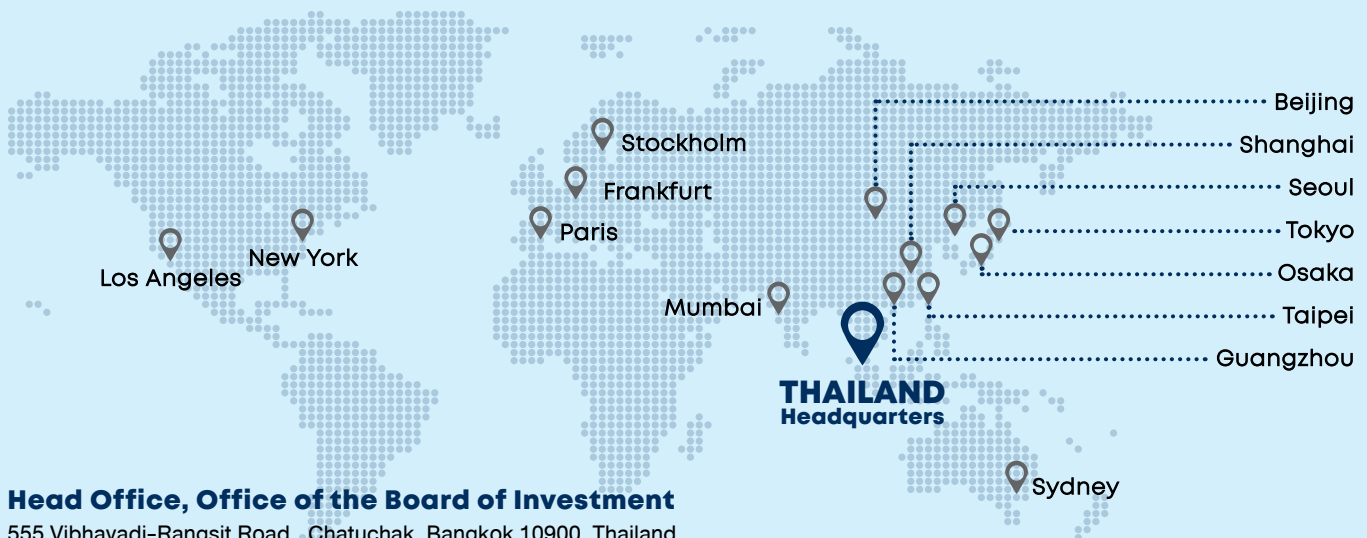 Beijing
Stockholm
Shanghai
Frankfurt
Seoul
Paris
Tokyo
New York
Los Angeles
Osaka
Mumbai
Taipei
Guangzhou
THAILAND
Headquarters
Sydney
Head Office, Office of the Board of Investment
555 Vibhavadi-Rangsit Road., Chatuchak, Bangkok 10900, Thailand